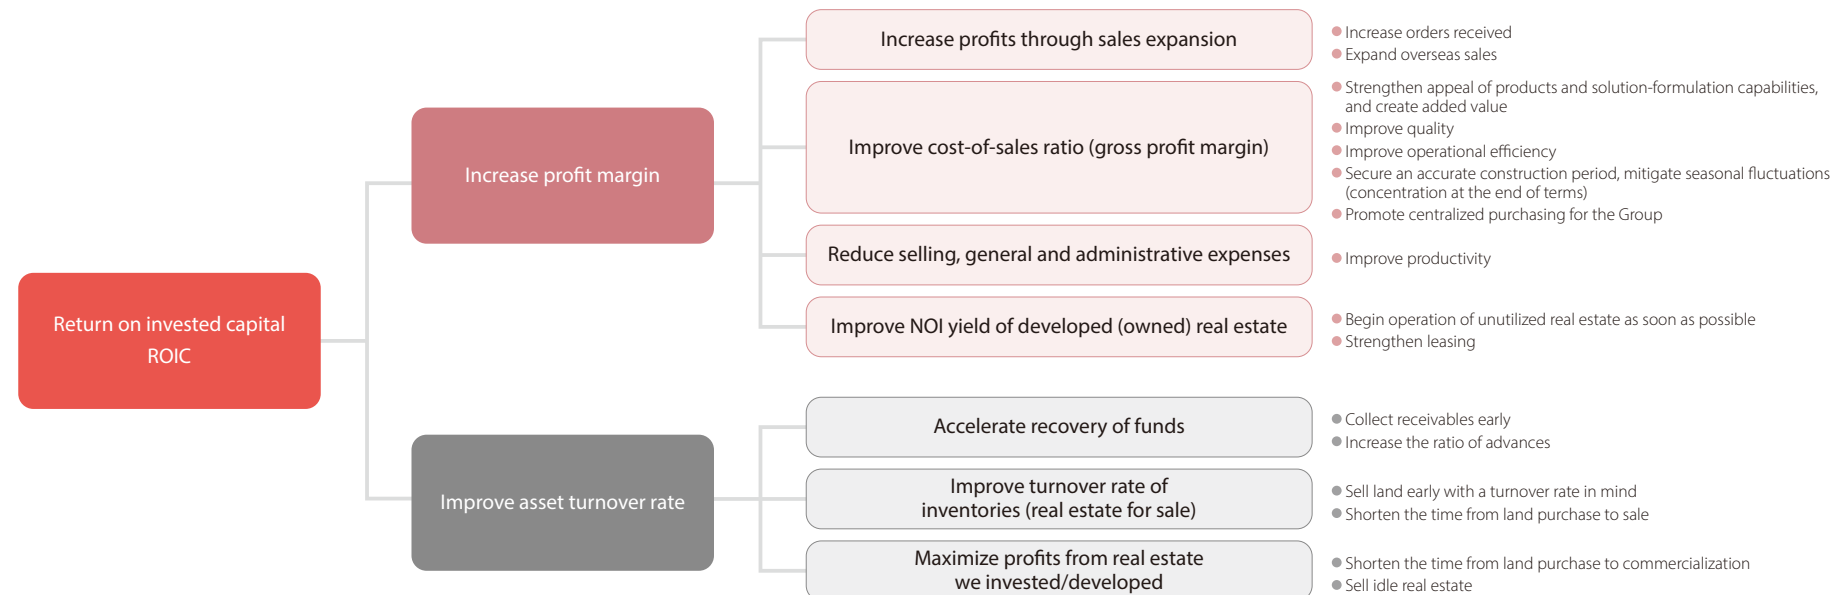 Return on invested capital
ROIC
Increase profit margin
Increase profits through sales expansion
Increase orders received
Expand overseas sales
Improve cost-of-sales ratio (gross profit margin)
Strengthen appeal of products and solution-formulation capabilities,
and create added value
Improve quality
Improve operational efficiency
Secure an accurate construction period, mitigate seasonal fluctuations
(concentration at the end of terms)
Promote centralized purchasing for the Group
Reduce selling, general and administrative expenses
Improve productivity
Improve NOI yield of developed (owned) real estate
Begin operation of unutilized real estate as soon as possible
Strengthen leasing
Improve asset turnover rate
Accelerate recovery of funds
Collect receivables early
Increase the ratio of advances
Improve turnover rate of
inventories (real estate for sale)
Sell land early with a turnover rate in mind
Shorten the time from land purchase to sale
Maximize profits from real estate
we invested/developed
Shorten the time from land purchase to commercialization
Sell idle real estate